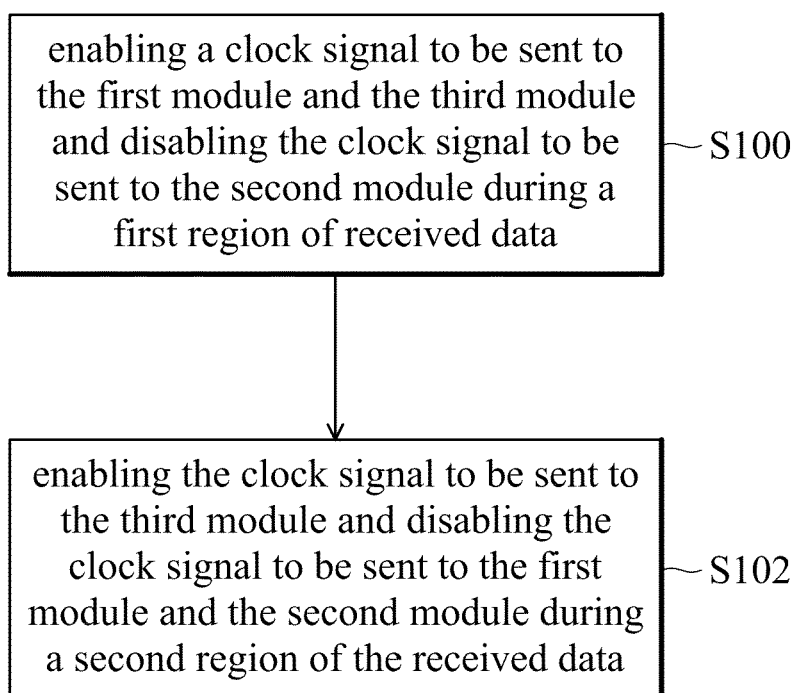 enabling a clock signal to be sent to
the first module and the third module
and disabling the clock signal to be
sent to the second module during a
first region of received data
S100
enabling the clock signal to be sent to
the third module and disabling the
clock signal to be sent to the first
module and the second module during
a second region of the received data
S102